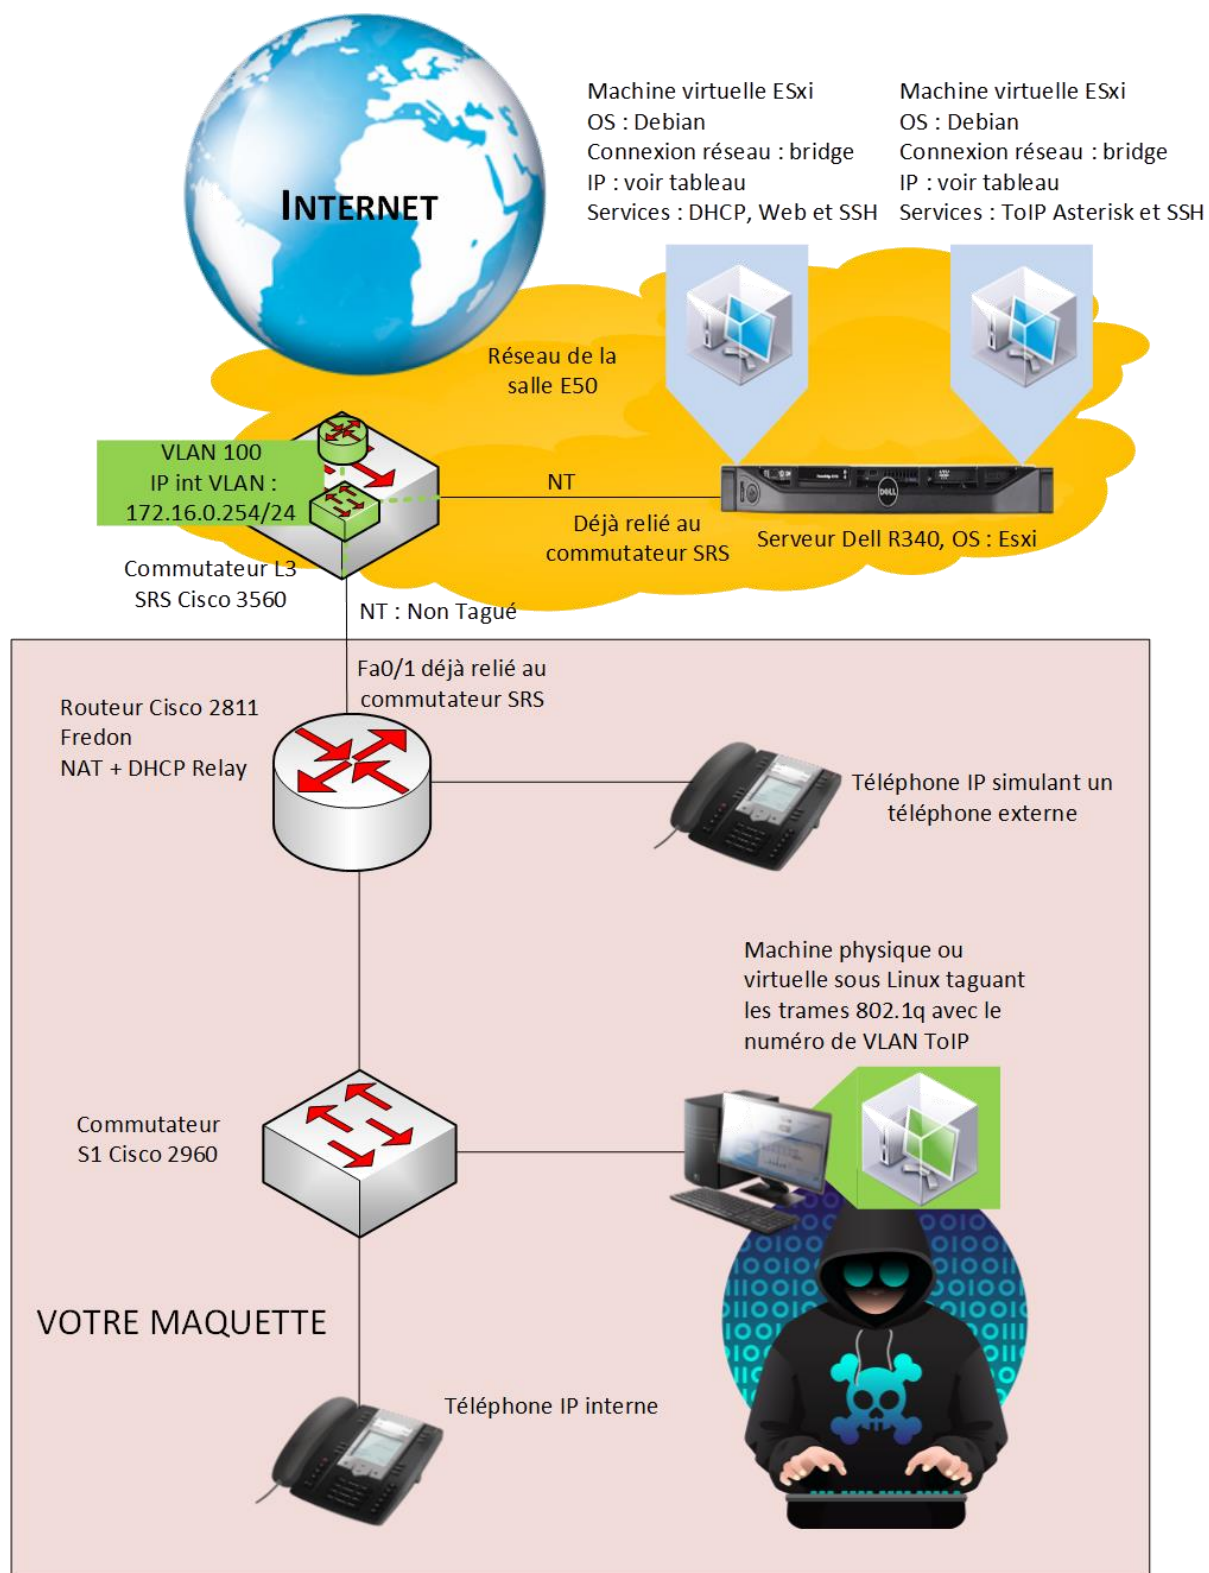 Machine virtuelle ESxi
OS : Debian
Connexion réseau : bridge
IP : voir tableau
Services : DHCP, Web et SSH
Machine virtuelle ESxi
OS : Debian
Connexion réseau : bridge
IP : voir tableau
Services : ToIP Asterisk et SSH
INTERNET
Réseau de la
salle E50
VLAN 100
IP int VLAN :
172.16.0.254/24
NT
Déjà relié au
commutateur SRS
DELL
Serveur Dell R340, OS : Esxi
Commutateur L3
SRS Cisco 3560
NT : Non Tagué
Fa0/1 déjà relié au
commutateur SRS
Routeur Cisco 2811
Fredon
NAT + DHCP Relay
Téléphone IP simulant un
téléphone externe
Machine physique ou
virtuelle sous Linux taguant
les trames 802.1q avec le
numéro de VLAN ToIP
Commutateur
S1 Cisco 2960
VOTRE MAQUETTE
Téléphone IP interne